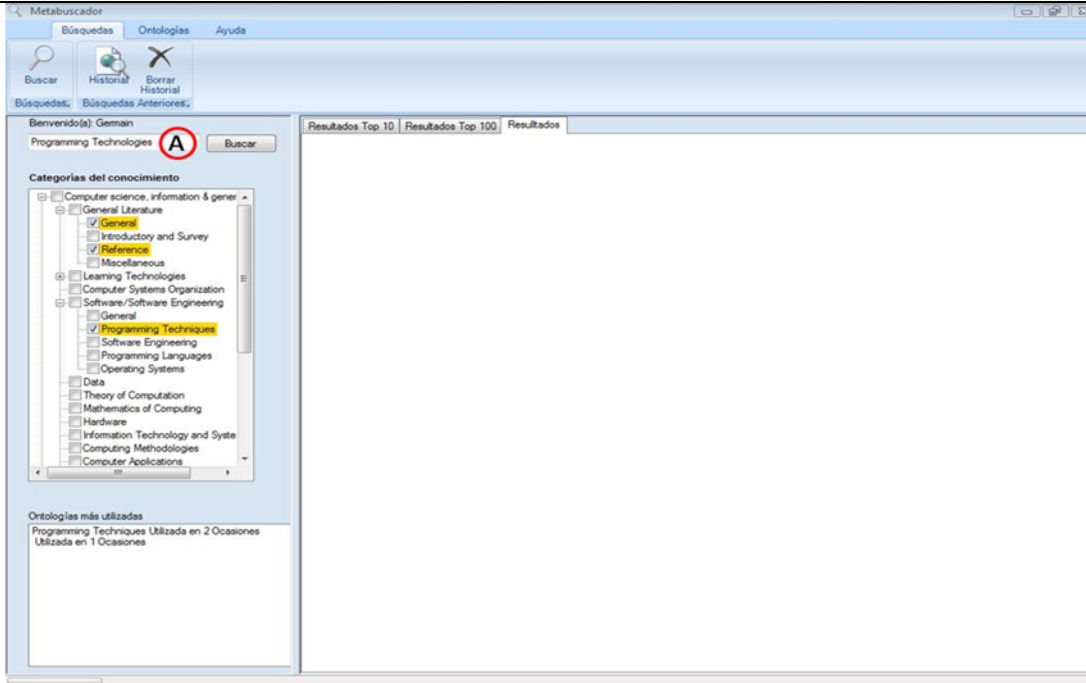 Metabuscador
Búsquedas Ontologías Ayuda
Buscar Historial Borrar Historial
Búsquedas Búsquedas Anteriores
Bienvenido(a): Germain
Programming Technologies A Buscar
Resultados Top 10 Resultados Top 100 Resultados
Categorías del conocimiento
Computer science, information & gener
General Literature
General
Introductory and Survey
Reference
Miscellaneous
Learning Technologies
Computer Systems Organization
Software/Software Engineering
General
Programming Techniques
Software Engineering
Programming Languages
Operating Systems
Data
Theory of Computation
Mathematics of Computing
Hardware
Information Technology and Syste
Computing Methodologies
Computer Applications
Ontologías más utilizadas
Programming Techniques Utilizada en 2 Ocasiones
Utilizada en 1 Ocasiones